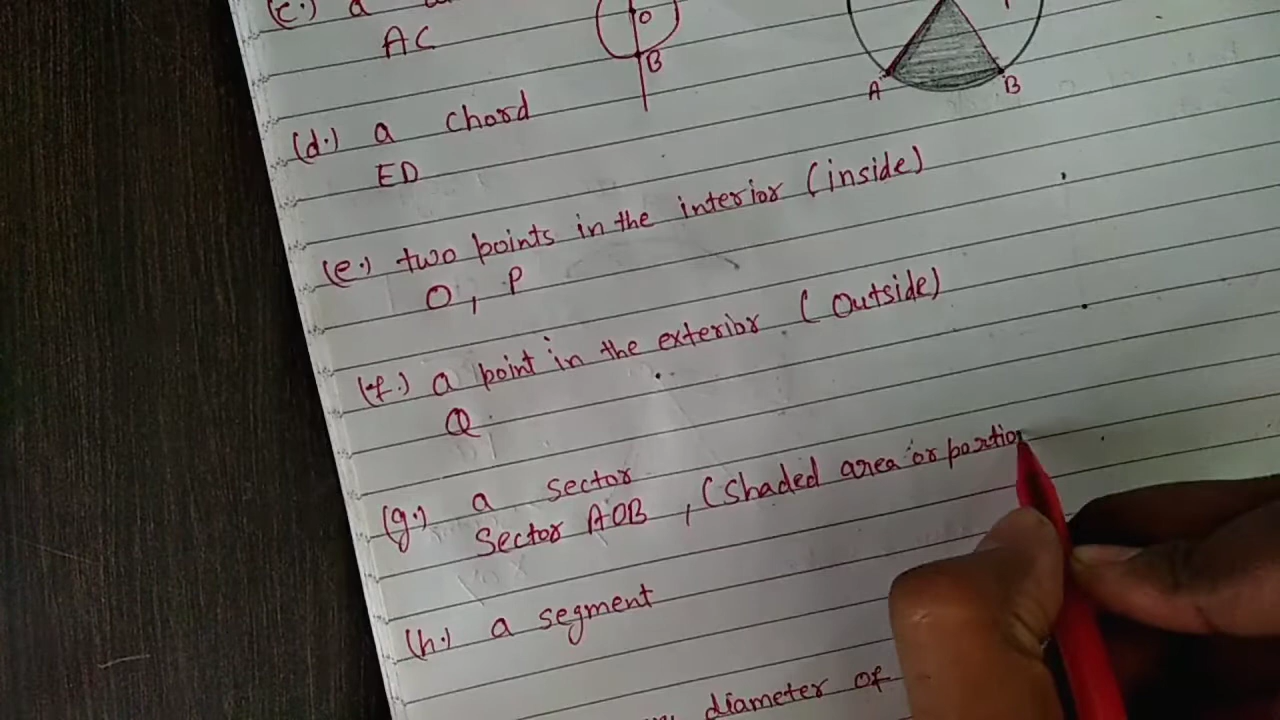 (c.) a
AC
O
B
A
B
(d.) a chord
ED
(e.) two points in the interior (inside)
O, P
(f.) a point in the exterior. (Outside)
Q
(g.) a sector
Sector AOB, (shaded area or portion
(h.) a segment
diameter of